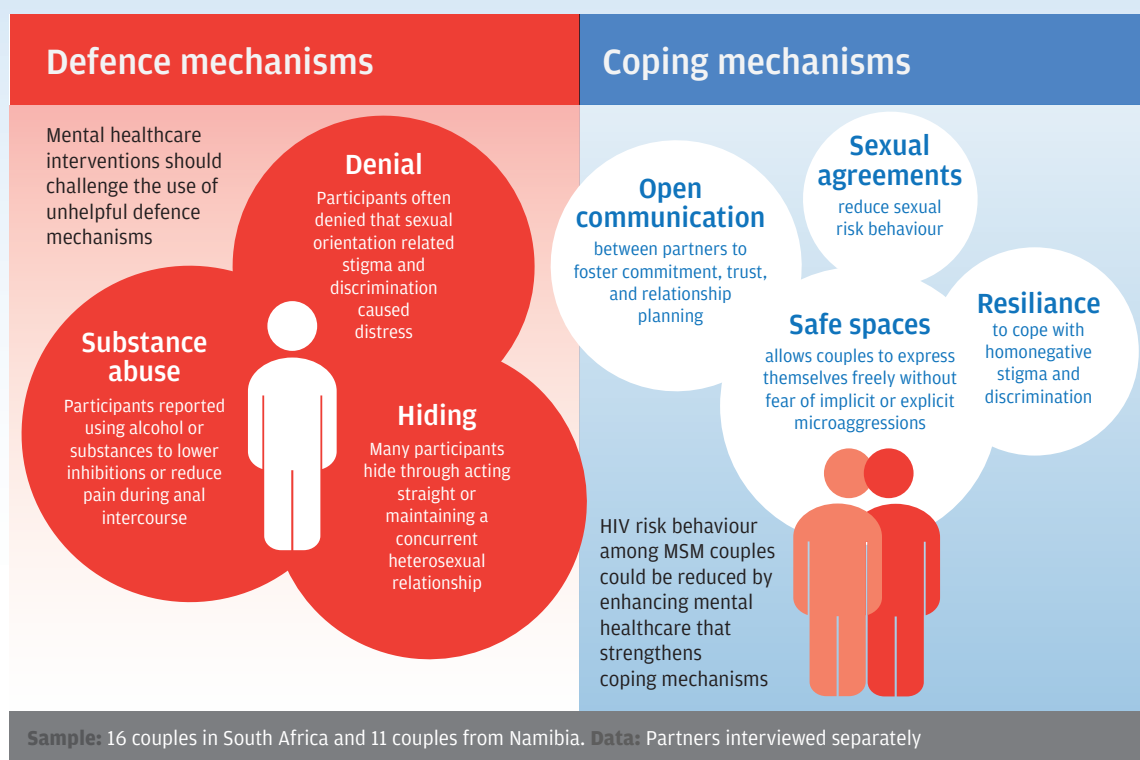 Defence mechanisms
Mental healthcare
interventions should
challenge the use of
unhelpful defence
mechanisms
Denial
Participants often
denied that sexual
orientation related
stigma and
discrimination
caused
distress
Substance
abuse
Participants reported
using alcohol or
substances to lower
inhibitions or reduce
pain during anal
intercourse
Hiding
Many participants
hide through acting
straight or
maintaining a
concurrent
heterosexual
relationship
Coping mechanisms
Open
communication
between partners to
foster commitment, trust,
and relationship
planning
Sexual
agreements
reduce sexual
risk behaviour
Safe spaces
allows couples to express
themselves freely without
fear of implicit or explicit
microaggressions
Resiliance
to cope with
homonegative
stigma and
discrimination
HIV risk behaviour
among MSM couples
could be reduced by
enhancing mental
healthcare that
strengthens
coping mechanisms
Sample: 16 couples in South Africa and 11 couples from Namibia. Data: Partners interviewed separately